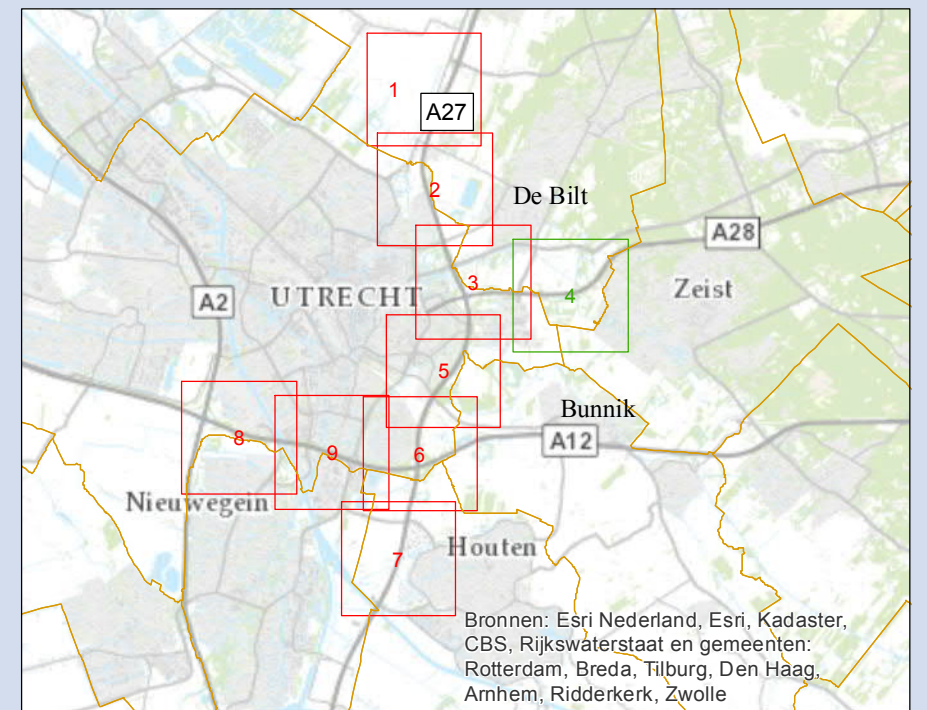 1
A27
2
De Bilt
A28
3
4
Zeist
A2
UTRECHT
5
Bunnik
8
9
6
A12
Nieuwegein
Houten
7
Bronnen: Esri Nederland, Esri, Kadaster,
CBS, Rijkswaterstaat en gemeenten:
Rotterdam, Breda, Tilburg, Den Haag,
Arnhem, Ridderkerk, Zwolle